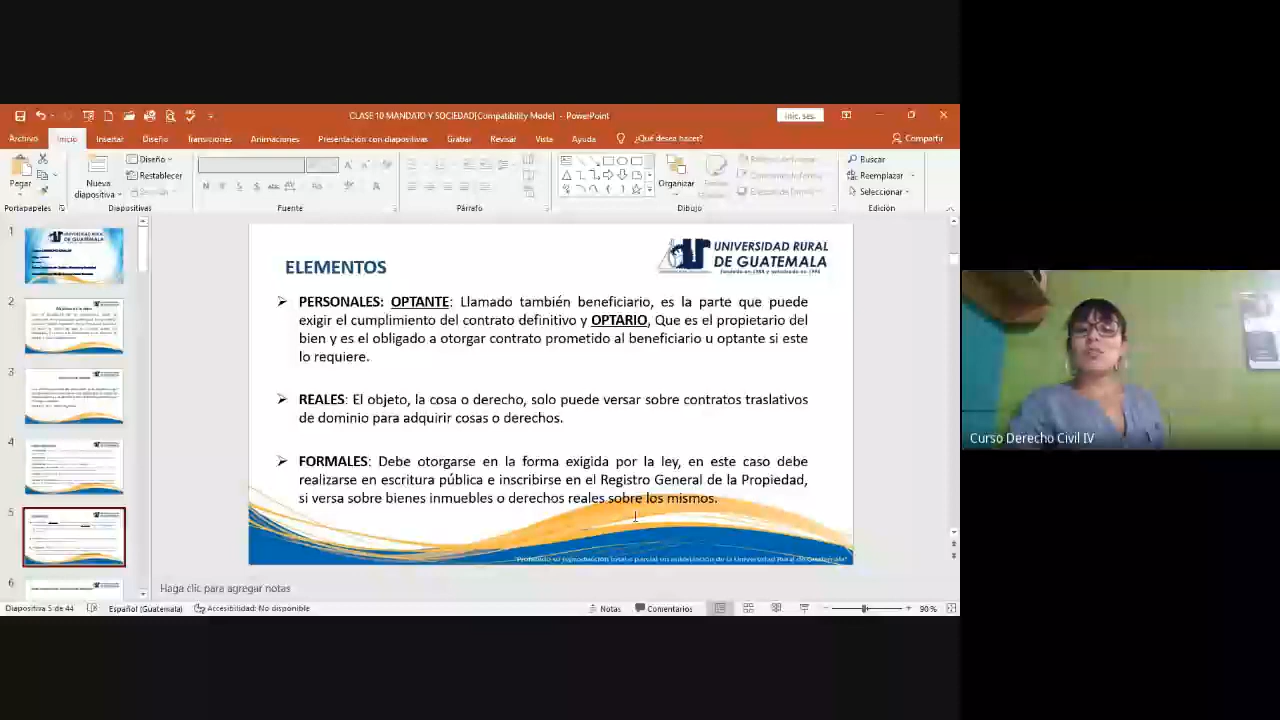 CLASE 10 MANDATO Y SOCIEDAD[Compatibility Mode] - PowerPoint
Inic. ses.
Archivo Inicio Insertar Diseño Transiciones Animaciones Presentación con diapositivas Grabar Revisar Vista Ayuda ¿Qué desea hacer? Compartir
Pegar
Nueva diapositiva
Diseño
Restablecer
Organizar
Buscar
Reemplazar
Seleccionar
Portapapeles Diapositivas Fuente Párrafo Dibujo Edición
1
2
3
4
5
6
UNIVERSIDAD RURAL
DE GUATEMALA
ELEMENTOS
PERSONALES: OPTANTE: Llamado también beneficiario, es la parte que puede
exigir cumplimiento del contrato definitivo y OPTARIO, Que es el propietario del
bien y es el obligado a otorgar contrato prometido al beneficiario u optante si este
lo requiere.
REALES: El objeto, la cosa o derecho, solo puede versar sobre contratos traslativos
de dominio para adquirir cosas o derechos.
FORMALES: Debe otorgarse en la forma exigida por la ley, en este caso debe
realizarse en escritura pública e inscribirse en el Registro General de la Propiedad,
si versa sobre bienes inmuebles o derechos reales sobre los mismos.
Haga clic para agregar notas
Diapositiva 5 de 44 Español (Guatemala) Accesibilidad: No disponible Notas Comentarios 90%
Curso Derecho Civil IV